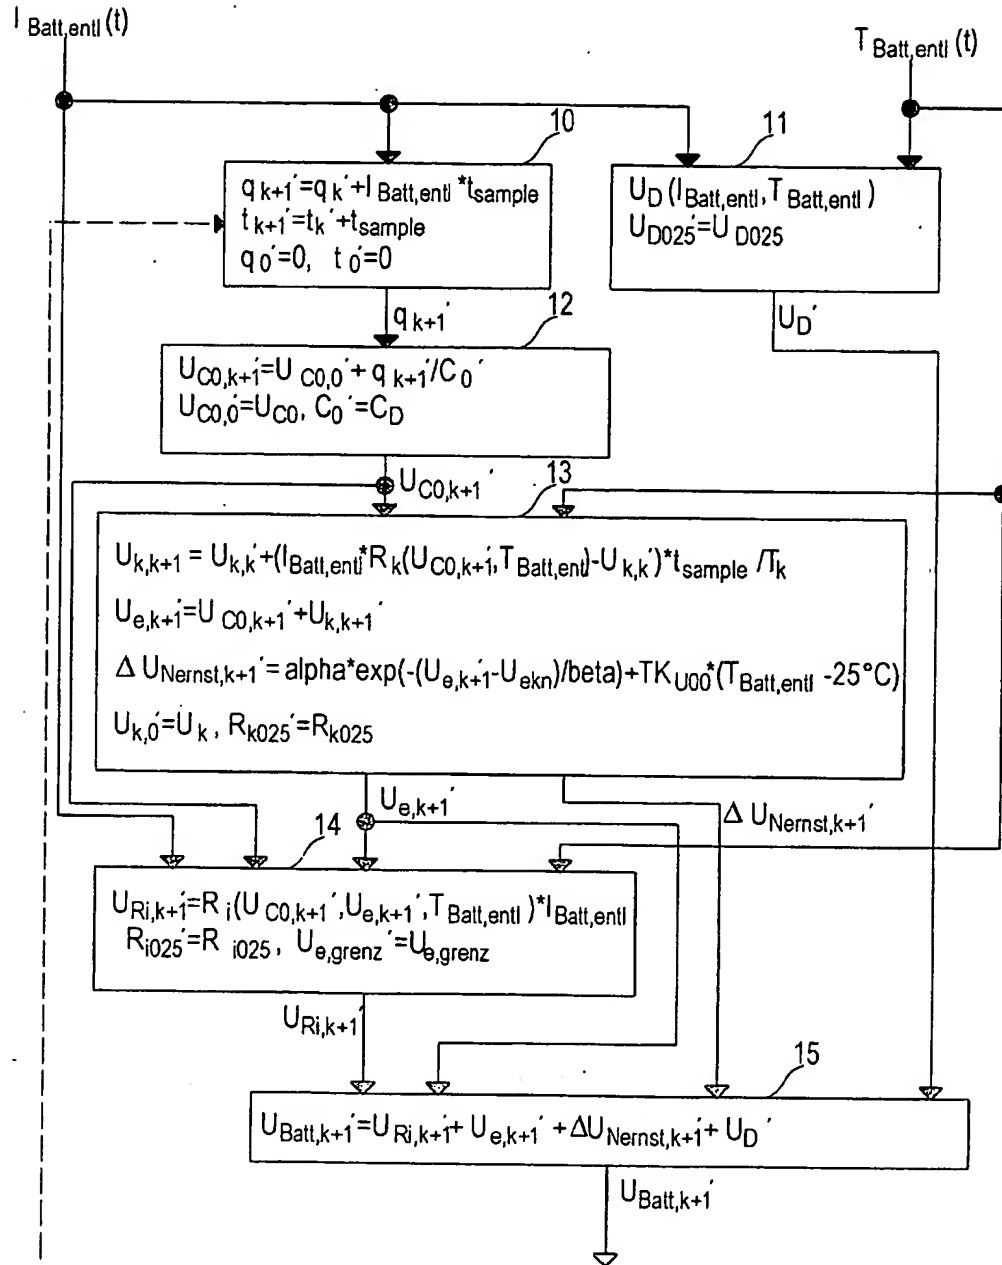 I Batt,entl (t)
T Batt,entl (t)
10
11
q k+1'=q k'+I Batt,entl *t sample
t k+1'=t k'+t sample
q 0'=0, t 0'=0
U D (I Batt,entl, T Batt,entl)
U D025'=U D025
q k+1'
12
U D'
U C0,k+1'=U C0,0'+ q k+1'/C 0'
U C0,0'=U C0, C 0'=C D
U C0,k+1'
13
U k,k+1 = U k,k'+(I Batt,entl*R k(U C0,k+1', T Batt,entl)-U k,k')*t sample /T k
U e,k+1'=U C0,k+1'+U k,k+1'
Δ U Nernst,k+1'=alpha*exp(-(U e,k+1'-U ekn)/beta)+TK U00*(T Batt,entl -25°C)
U k,0'=U k, R k025'=R k025
U e,k+1'
Δ U Nernst,k+1'
14
U Ri,k+1'=R i(U C0,k+1', U e,k+1', T Batt,entl)*I Batt,entl
R i025'=R i025, U e,grenz'=U e,grenz
U Ri,k+1'
15
U Batt,k+1'=U Ri,k+1'+ U e,k+1' +ΔU Nernst,k+1'+ U D'
U Batt,k+1'